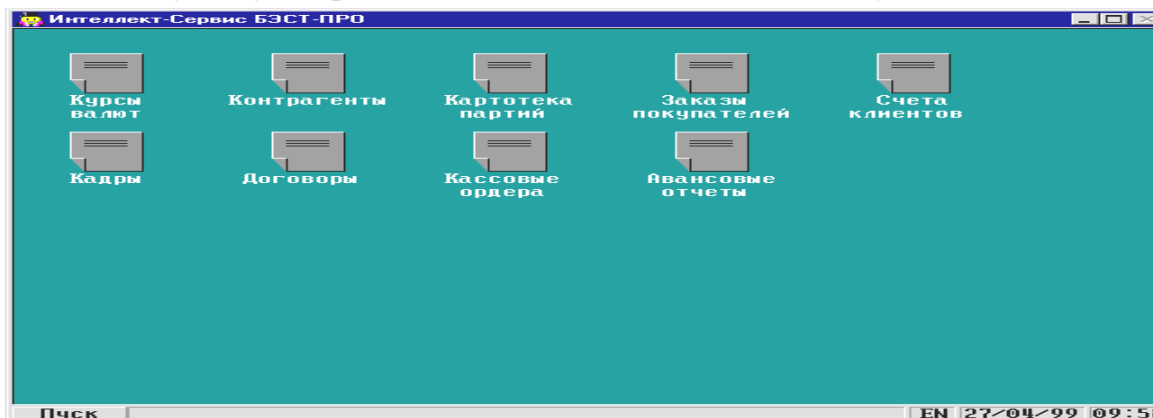 Интеллект-Сервис БЭСТ-ПРО
Курсы валют
Контрагенты
Картотека партий
Заказы покупателей
Счета клиентов
Кадры
Договоры
Кассовые ордера
Авансовые отчеты
Пуск
EN 27/04/99